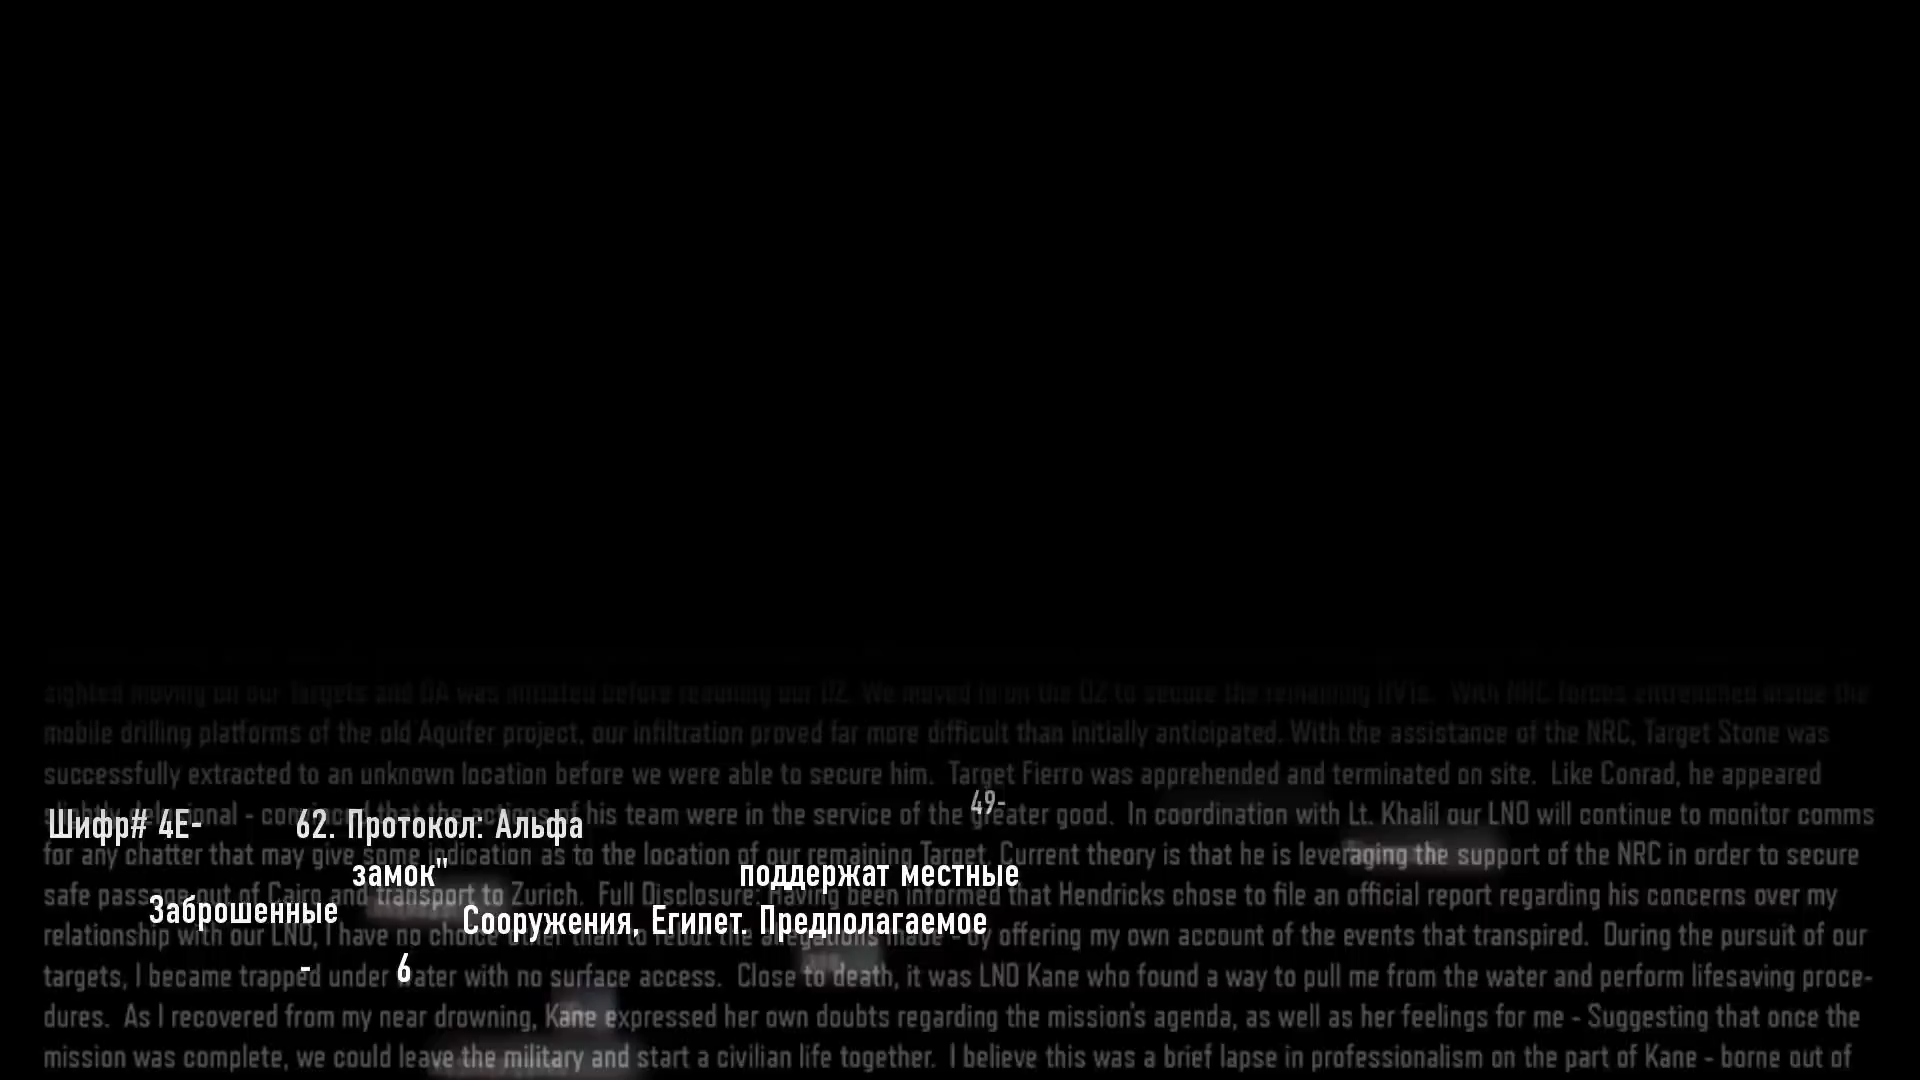 sighted moving on our Targets and DA was initiated before reaching our OZ. We moved in on the OZ to secure the remaining HVTs. With NRC forces entrenched inside the
mobile drilling platforms of the old Aquifer project, our infiltration proved far more difficult than initially anticipated. With the assistance of the NRC, Target Stone was
successfully extracted to an unknown location before we were able to secure him. Target Fierro was apprehended and terminated on site. Like Conrad, he appeared
49-
slightly delusional - convinced that the actions of his team were in the service of the greater good. In coordination with Lt. Khalil our LNO will continue to monitor comms
Шифр# 4E- 62. Протокол: Альфа
for any chatter that may give some indication as to the location of our remaining Target. Current theory is that he is leveraging the support of the NRC in order to secure
замок" поддержат местные
safe passage out of Cairo and transport to Zurich. Full Disclosure: Having been informed that Hendricks chose to file an official report regarding his concerns over my
Заброшенные Сооружения, Египет. Предполагаемое
relationship with our LNO, I have no choice other than to rebut the allegations made - by offering my own account of the events that transpired. During the pursuit of our
- 6
targets, I became trapped under water with no surface access. Close to death, it was LNO Kane who found a way to pull me from the water and perform lifesaving proce-
dures. As I recovered from my near drowning, Kane expressed her own doubts regarding the mission's agenda, as well as her feelings for me - Suggesting that once the
mission was complete, we could leave the military and start a civilian life together. I believe this was a brief lapse in professionalism on the part of Kane - borne out of